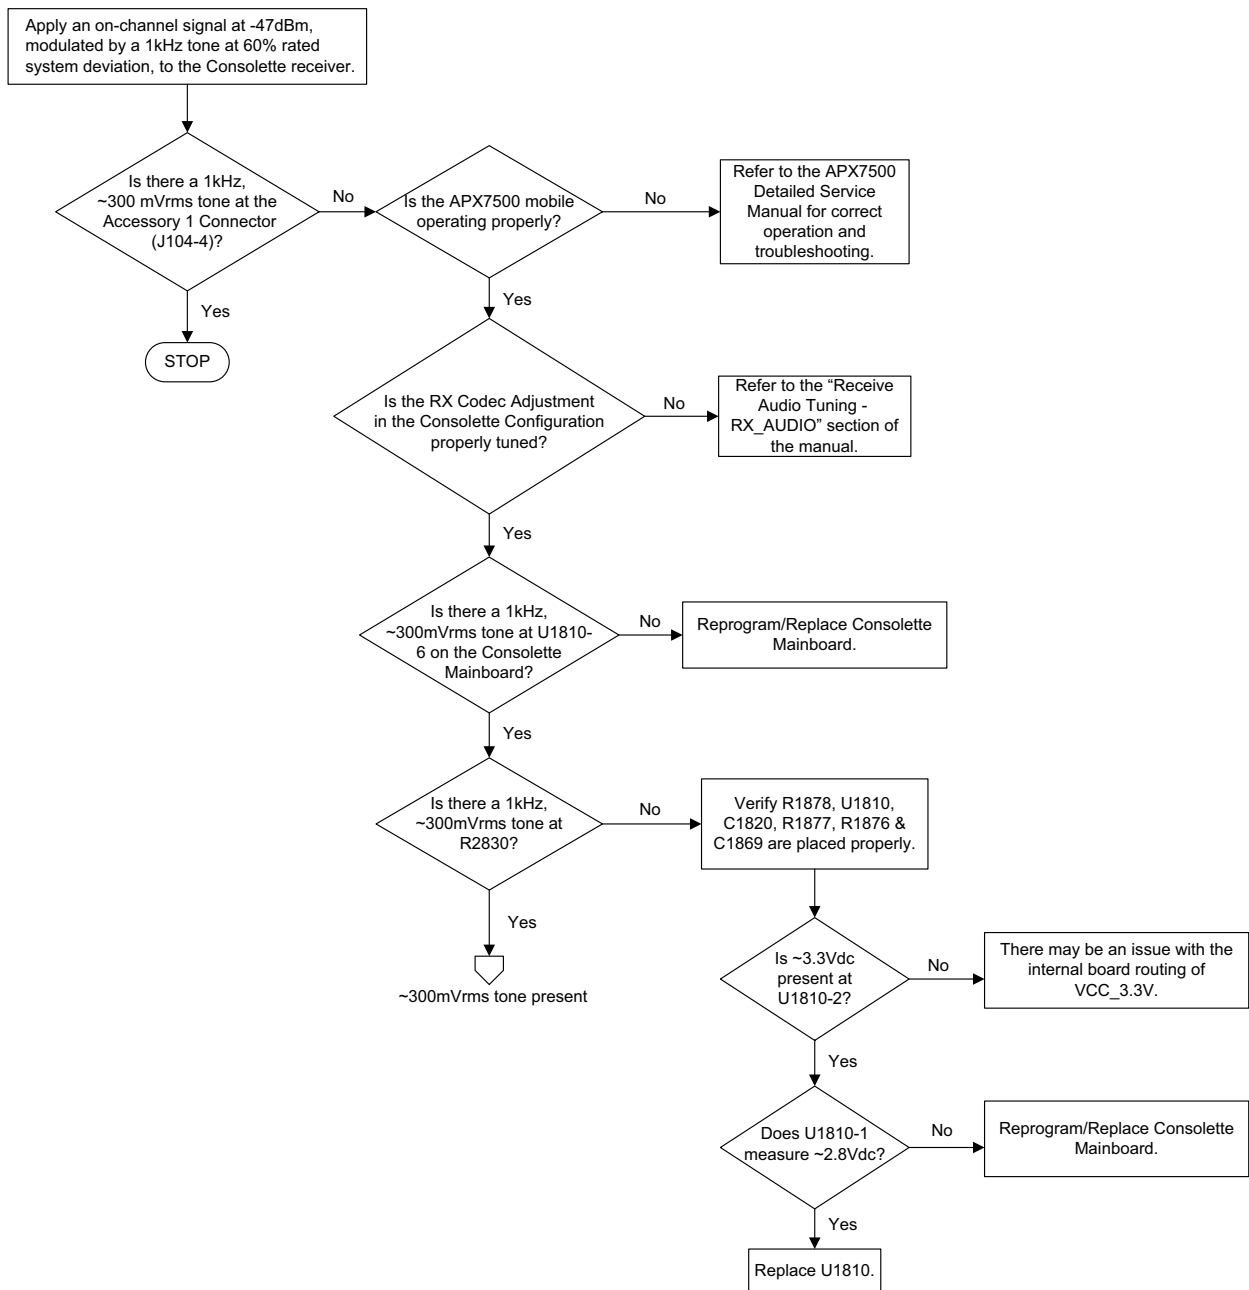 Apply an on-channel signal at -47dBm,
modulated by a 1kHz tone at 60% rated
system deviation, to the Consolette receiver.
Is there a 1kHz,
~300 mVrms tone at the
Accessory 1 Connector
(J104-4)?
No
Yes
STOP
Is the APX7500 mobile
operating properly?
No
Refer to the APX7500
Detailed Service
Manual for correct
operation and
troubleshooting.
Yes
Is the RX Codec Adjustment
in the Consolette Configuration
properly tuned?
No
Refer to the “Receive
Audio Tuning -
RX_AUDIO” section of
the manual.
Yes
Is there a 1kHz,
~300mVrms tone at U1810-
6 on the Consolette
Mainboard?
No
Reprogram/Replace Consolette
Mainboard.
Yes
Is there a 1kHz,
~300mVrms tone at
R2830?
No
Verify R1878, U1810,
C1820, R1877, R1876 &
C1869 are placed properly.
Yes
~300mVrms tone present
Is ~3.3Vdc
present at
U1810-2?
No
There may be an issue with the
internal board routing of
VCC_3.3V.
Yes
Does U1810-1
measure ~2.8Vdc?
No
Reprogram/Replace Consolette
Mainboard.
Yes
Replace U1810.